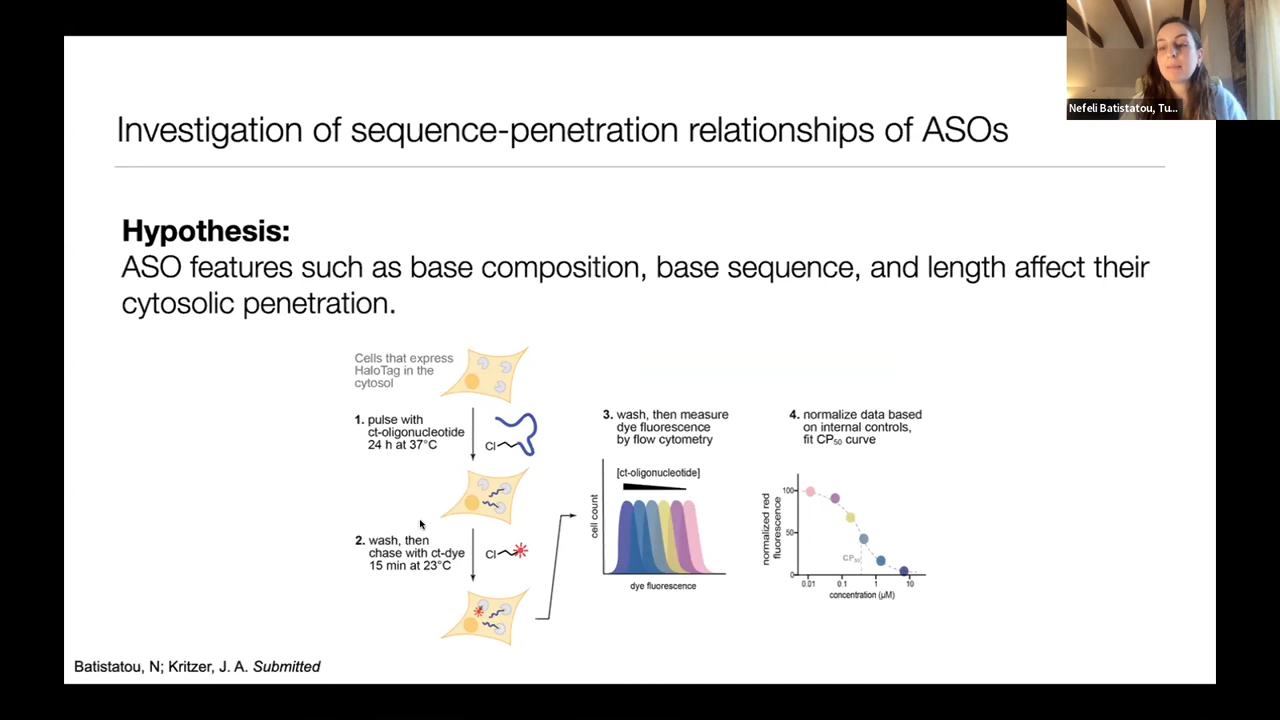 Nefeli Batistatou, Tu...
Investigation of sequence-penetration relationships of ASOs
Hypothesis:
ASO features such as base composition, base sequence, and length affect their
cytosolic penetration.
Cells that express
HaloTag in the
cytosol
1. pulse with
ct-oligonucleotide
24 h at 37°C
Cl
2. wash, then
chase with ct-dye
15 min at 23°C
Cl
3. wash, then measure
dye fluorescence
by flow cytometry
[ct-oligonucleotide]
cell count
dye fluorescence
4. normalize data based
on internal controls,
fit CP₅₀ curve
normalized red
fluorescence
100
50
0
CP₅₀
0.01 0.1 1 10
concentration (µM)
Batistatou, N; Kritzer, J. A. Submitted